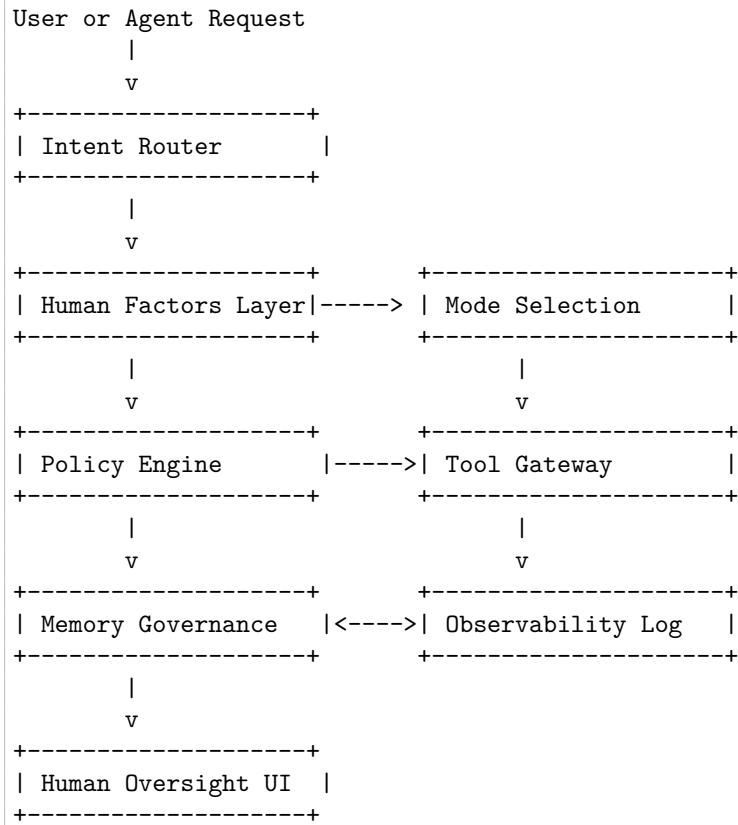 User or Agent Request
        |
        v
+--------------------+
| Intent Router       |
+--------------------+
        |
        v
+--------------------+       +----------------------+
| Human Factors Layer|-----> | Mode Selection      |
+--------------------+       +----------------------+
        |                           |
        v                           v
+--------------------+       +----------------------+
| Policy Engine       |----->| Tool Gateway        |
+--------------------+       +----------------------+
        |                           |
        v                           v
+--------------------+       +----------------------+
| Memory Governance   |<---->| Observability Log   |
+--------------------+       +----------------------+
        |
        v
+--------------------+
| Human Oversight UI  |
+--------------------+